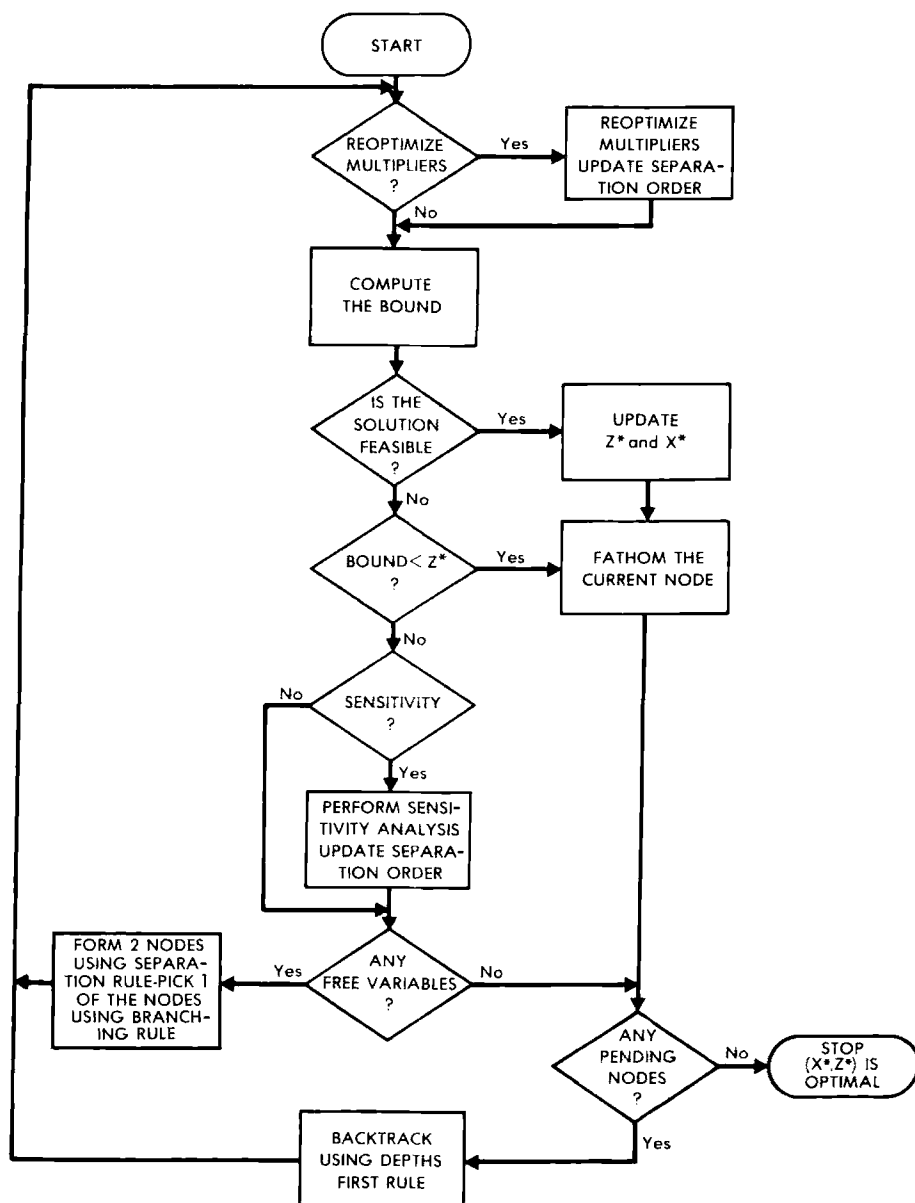 START
REOPTIMIZE
MULTIPLIERS
?
Yes
REOPTIMIZE
MULTIPLIERS
UPDATE SEPARA-
TION ORDER
No
COMPUTE
THE BOUND
IS THE
SOLUTION
FEASIBLE
?
Yes
UPDATE
Z* and X*
No
BOUND< Z*
?
Yes
FATHOM THE
CURRENT NODE
No
SENSITIVITY
?
No
Yes
PERFORM SENSI-
TIVITY ANALYSIS
UPDATE SEPARA-
TION ORDER
ANY
FREE VARIABLES
?
Yes
FORM 2 NODES
USING SEPARATION
RULE-PICK 1
OF THE NODES
USING BRANCH-
ING RULE
No
ANY
PENDING
NODES
?
No
STOP
(X*,Z*) IS
OPTIMAL
Yes
BACKTRACK
USING DEPTHS
FIRST RULE